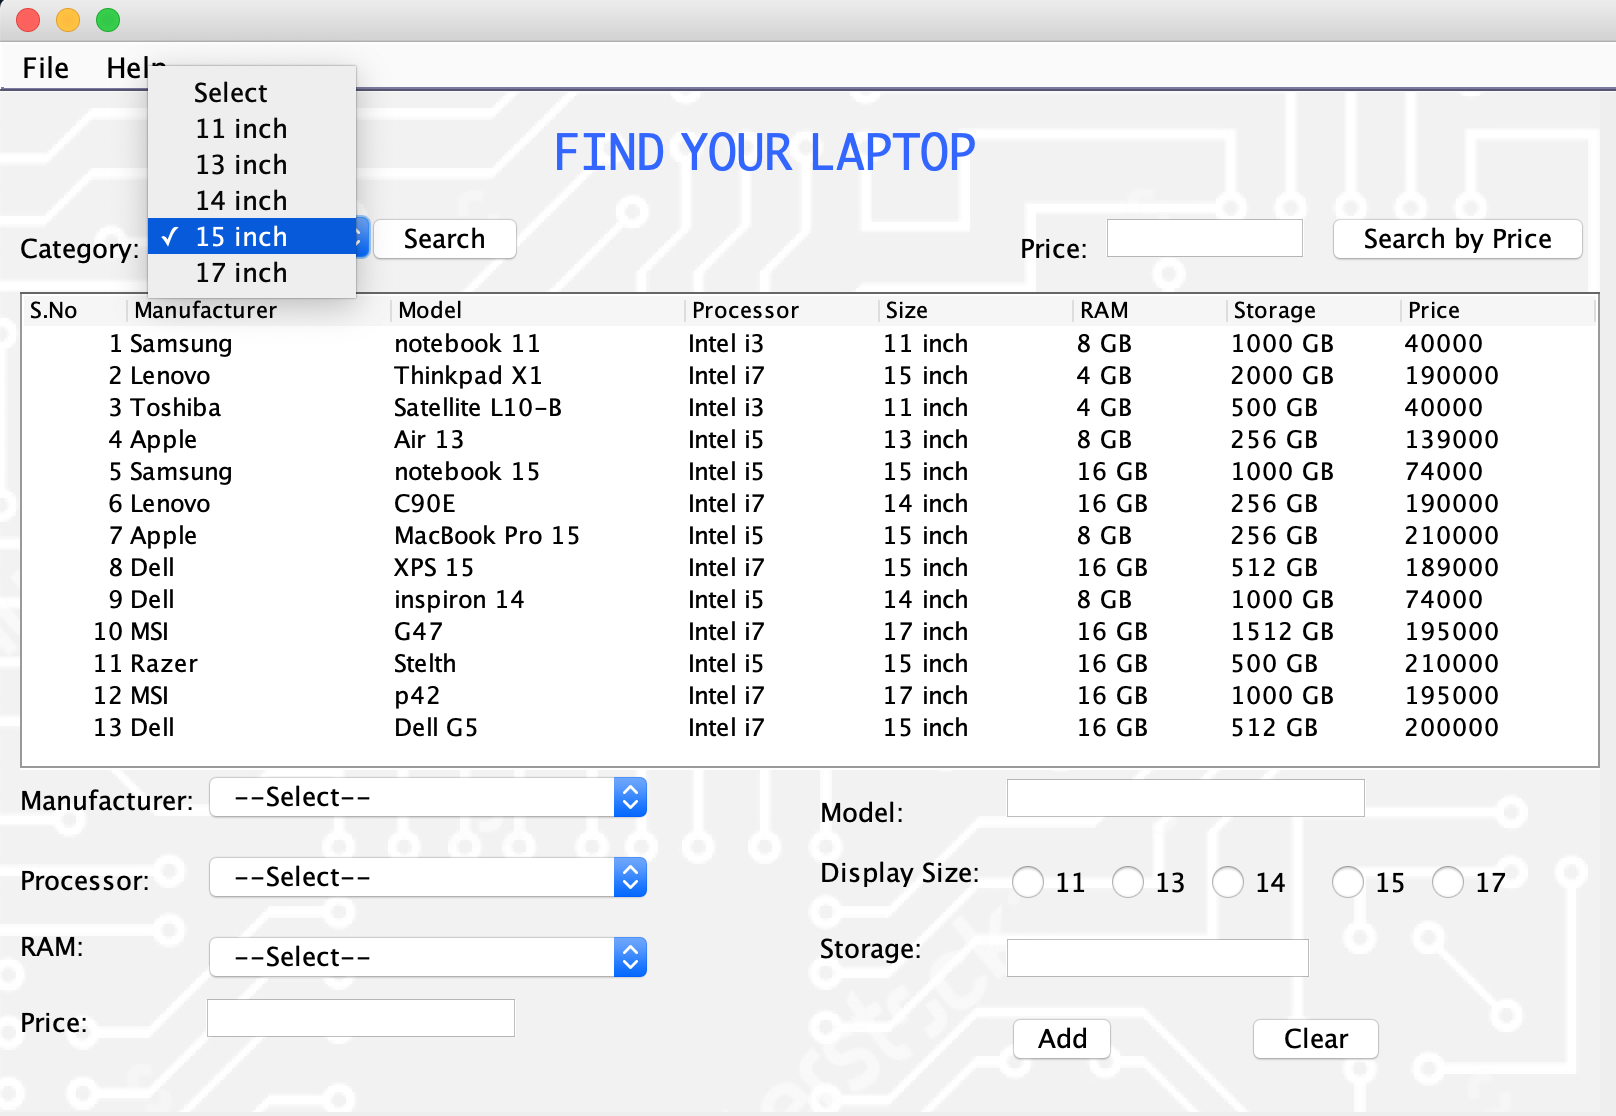 File Help
Select
11 inch
13 inch
14 inch
✓ 15 inch
17 inch
FIND YOUR LAPTOP
Category: Search Price: Search by Price
S.No Manufacturer Model Processor Size RAM Storage Price
1 Samsung notebook 11 Intel i3 11 inch 8 GB 1000 GB 40000
2 Lenovo Thinkpad X1 Intel i7 15 inch 4 GB 2000 GB 190000
3 Toshiba Satellite L10-B Intel i3 11 inch 4 GB 500 GB 40000
4 Apple Air 13 Intel i5 13 inch 8 GB 256 GB 139000
5 Samsung notebook 15 Intel i5 15 inch 16 GB 1000 GB 74000
6 Lenovo C90E Intel i7 14 inch 16 GB 256 GB 190000
7 Apple MacBook Pro 15 Intel i5 15 inch 8 GB 256 GB 210000
8 Dell XPS 15 Intel i7 15 inch 16 GB 512 GB 189000
9 Dell inspiron 14 Intel i5 14 inch 8 GB 1000 GB 74000
10 MSI G47 Intel i7 17 inch 16 GB 1512 GB 195000
11 Razer Stelth Intel i5 15 inch 16 GB 500 GB 210000
12 MSI p42 Intel i7 17 inch 16 GB 1000 GB 195000
13 Dell Dell G5 Intel i7 15 inch 16 GB 512 GB 200000
Manufacturer: --Select-- Model:
Processor: --Select-- Display Size: 11 13 14 15 17
RAM: --Select-- Storage:
Price:
Add Clear